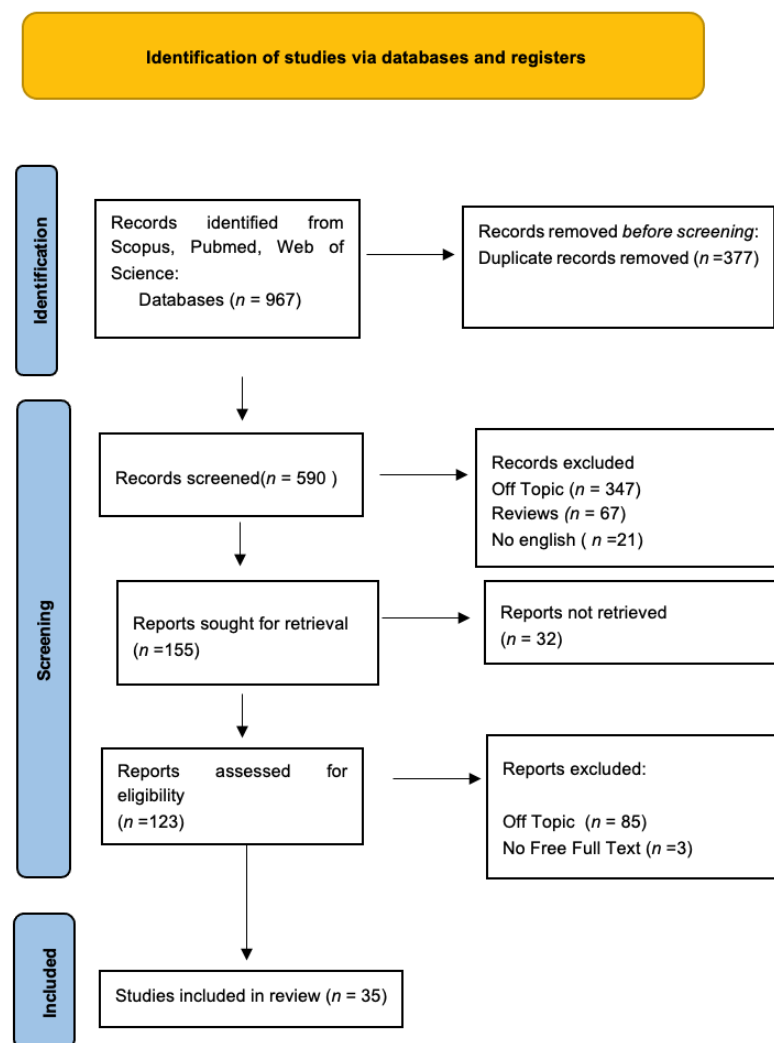 Identification of studies via databases and registers
Identification
Records identified from
Scopus, Pubmed, Web of
Science:
Databases (n = 967)
Records removed before screening:
Duplicate records removed (n =377)
Screening
Records screened(n = 590 )
Records excluded
Off Topic (n = 347)
Reviews (n = 67)
No english ( n =21)
Reports sought for retrieval
(n =155)
Reports not retrieved
(n = 32)
Reports assessed for
eligibility
(n =123)
Reports excluded:
Off Topic (n = 85)
No Free Full Text (n =3)
Included
Studies included in review (n = 35)